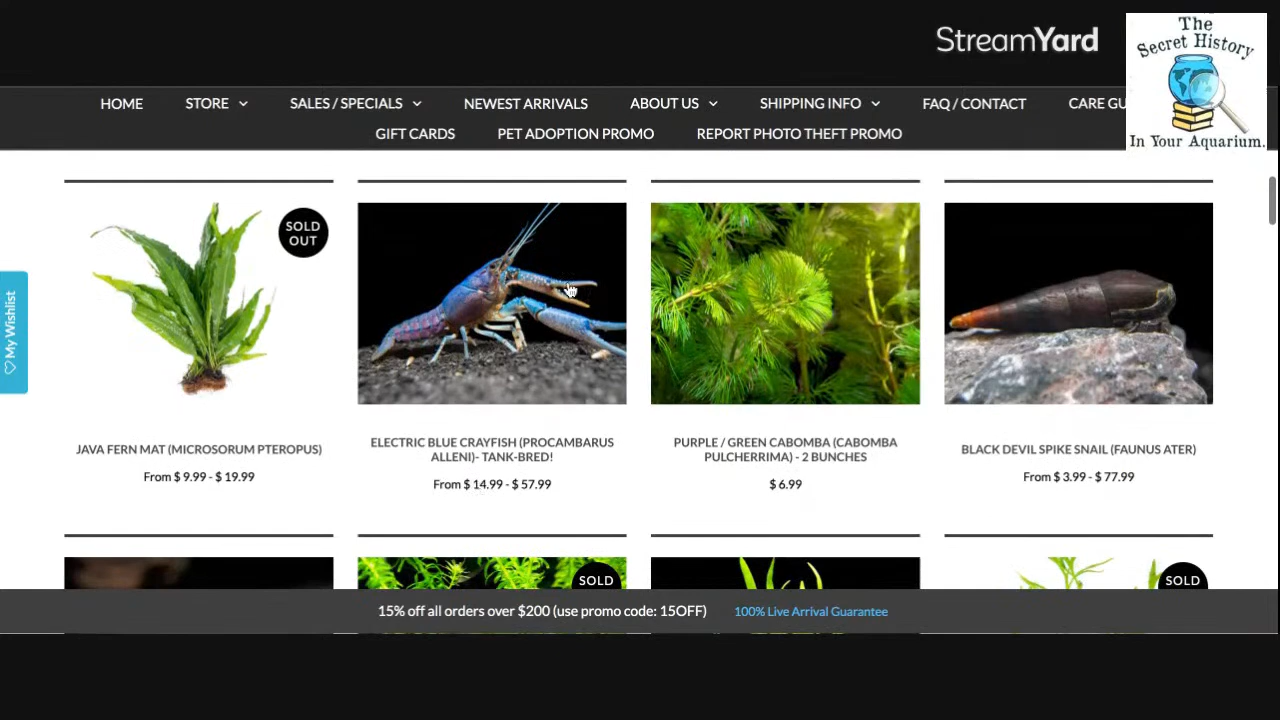 StreamYard
The
Secret History
In Your Aquarium.
HOME
STORE
SALES / SPECIALS
NEWEST ARRIVALS
ABOUT US
SHIPPING INFO
FAQ / CONTACT
CARE GU
GIFT CARDS
PET ADOPTION PROMO
REPORT PHOTO THEFT PROMO
SOLD
OUT
My Wishlist
JAVA FERN MAT (MICROSORUM PTEROPUS)
From $ 9.99 - $ 19.99
ELECTRIC BLUE CRAYFISH (PROCAMBARUS
ALLENI)- TANK-BRED!
From $ 14.99 - $ 57.99
PURPLE / GREEN CABOMBA (CABOMBA
PULCHERRIMA) - 2 BUNCHES
$ 6.99
BLACK DEVIL SPIKE SNAIL (FAUNUS ATER)
From $ 3.99 - $ 77.99
SOLD
SOLD
15% off all orders over $200 (use promo code: 15OFF)
100% Live Arrival Guarantee